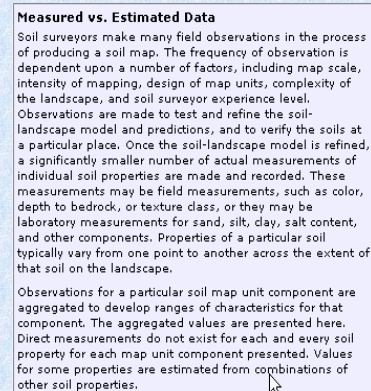 Measured vs. Estimated Data
Soil surveyors make many field observations in the process
of producing a soil map. The frequency of observation is
dependent upon a number of factors, including map scale,
intensity of mapping, design of map units, complexity of
the landscape, and soil surveyor experience level.
Observations are made to test and refine the soil-
landscape model and predictions, and to verify the soils at
a particular place. Once the soil-landscape model is refined,
a significantly smaller number of actual measurements of
individual soil properties are made and recorded. These
measurements may be field measurements, such as color,
depth to bedrock, or texture class, or they may be
laboratory measurements for sand, silt, clay, salt content,
and other components. Properties of a particular soil
typically vary from one point to another across the extent of
that soil on the landscape.
Observations for a particular soil map unit component are
aggregated to develop ranges of characteristics for that
component. The aggregated values are presented here.
Direct measurements do not exist for each and every soil
property for each map unit component presented. Values
for some properties are estimated from combinations of
other soil properties.